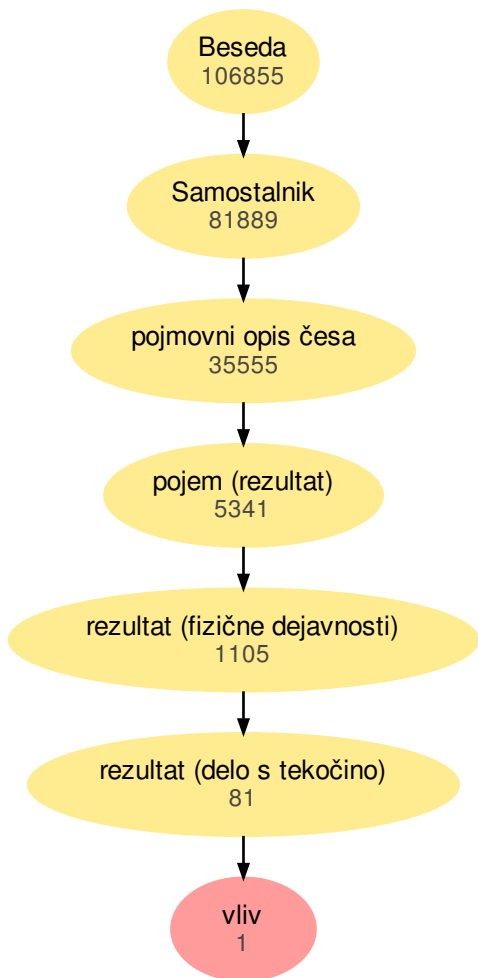 Beseda
106855
Samostalnik
81889
pojmovni opis česa
35555
pojem (rezultat)
5341
rezultat (fizične dejavnosti)
1105
rezultat (delo s tekočino)
81
vliv
1